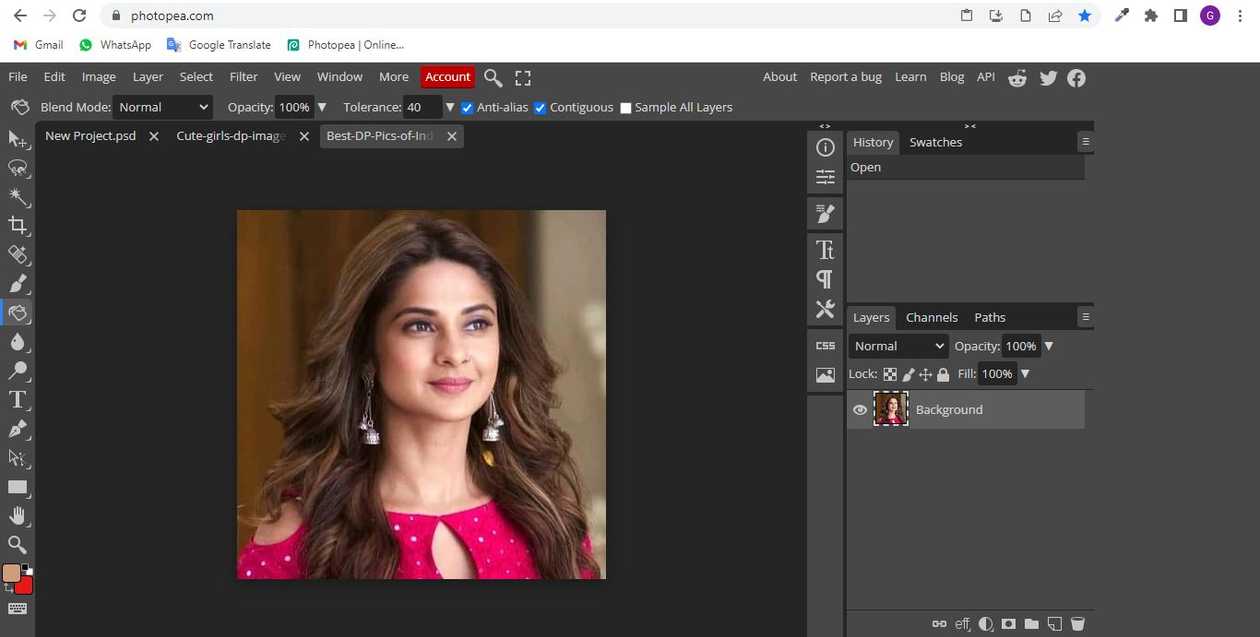 photopea.com
G
Gmail WhatsApp Google Translate Photopea | Online...
File Edit Image Layer Select Filter View Window More Account About Report a bug Learn Blog API
Blend Mode: Normal Opacity: 100% Tolerance: 40 Anti-alias Contiguous Sample All Layers
New Project.psd Cute-girls-dp-image Best-DP-Pics-of-Ind
History Swatches
Open
Layers Channels Paths
Normal Opacity: 100%
Lock: Fill: 100%
CSS
Background
eff